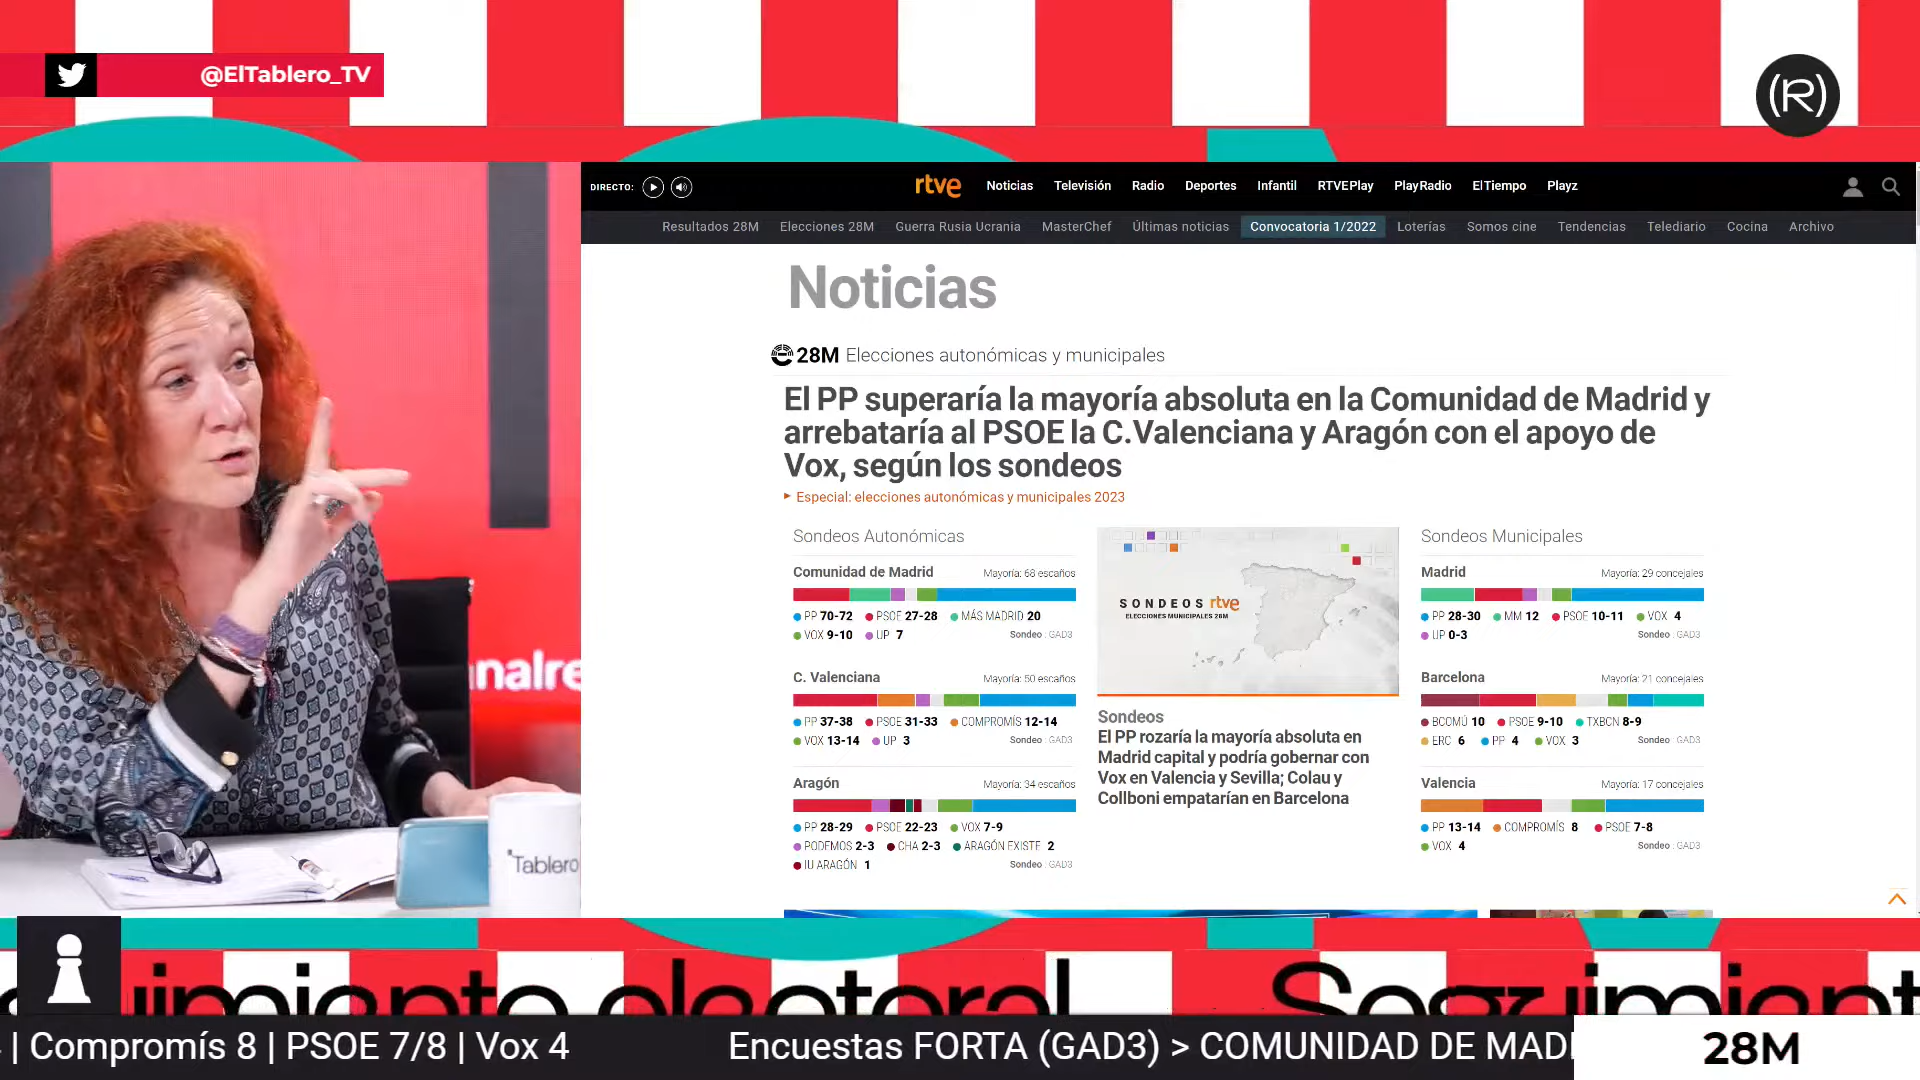 @ElTablero_TV
(R)
DIRECTO:
rtve
Noticias Televisión Radio Deportes Infantil RTVEPlay PlayRadio ElTiempo Playz
Resultados 28M Elecciones 28M Guerra Rusia Ucrania MasterChef Últimas noticias Convocatoria 1/2022 Loterías Somos cine Tendencias Telediario Cocina Archivo
Noticias
28M Elecciones autonómicas y municipales
El PP superaría la mayoría absoluta en la Comunidad de Madrid y
arrebataría al PSOE la C.Valenciana y Aragón con el apoyo de
Vox, según los sondeos
Especial: elecciones autonómicas y municipales 2023
Sondeos Autonómicas
Comunidad de Madrid Mayoría: 68 escaños
PP 70-72 PSOE 27-28 MÁS MADRID 20
VOX 9-10 UP 7 Sondeo : GAD3
C. Valenciana Mayoría: 50 escaños
PP 37-38 PSOE 31-33 COMPROMÍS 12-14
VOX 13-14 UP 3 Sondeo : GAD3
Aragón Mayoría: 34 escaños
PP 28-29 PSOE 22-23 VOX 7-9
PODEMOS 2-3 CHA 2-3 ARAGÓN EXISTE 2
IU ARAGÓN 1 Sondeo : GAD3
SONDEOS rtve
ELECCIONES MUNICIPALES 28M
Sondeos
El PP rozaría la mayoría absoluta en
Madrid capital y podría gobernar con
Vox en Valencia y Sevilla; Colau y
Collboni empatarían en Barcelona
Sondeos Municipales
Madrid Mayoría: 29 concejales
PP 28-30 MM 12 PSOE 10-11 VOX 4
UP 0-3 Sondeo : GAD3
Barcelona Mayoría: 21 concejales
BCOMÚ 10 PSOE 9-10 TXBCN 8-9
ERC 6 PP 4 VOX 3 Sondeo : GAD3
Valencia Mayoría: 17 concejales
PP 13-14 COMPROMÍS 8 PSOE 7-8
VOX 4 Sondeo : GAD3
nalre
Tablero
uimiento electoral Seguimient
| Compromís 8 | PSOE 7/8 | Vox 4 Encuestas FORTA (GAD3) > COMUNIDAD DE MAD
28M